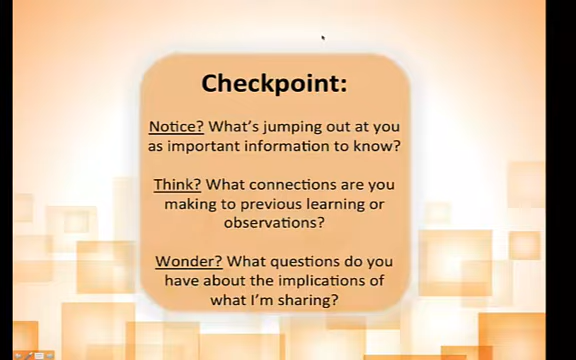 Checkpoint:
Notice? What's jumping out at you
as important information to know?
Think? What connections are you
making to previous learning or
observations?
Wonder? What questions do you
have about the implications of
what I'm sharing?